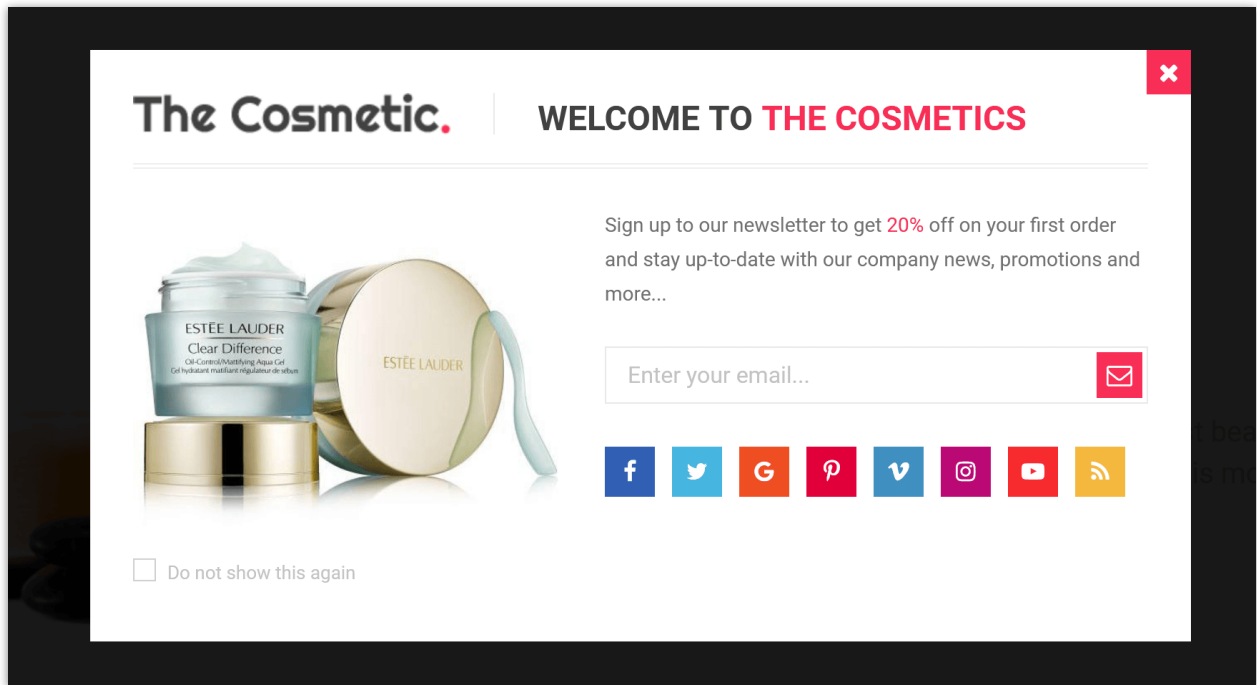 The Cosmetic.
WELCOME TO THE COSMETICS
Sign up to our newsletter to get 20% off on your first order
and stay up-to-date with our company news, promotions and
more...
ESTĒE LAUDER
Clear Difference
Oil-Control/Mattifying Aqua Gel
Gel hydratant matifiant régulateur de sébum
ESTĒE LAUDER
Enter your email...
Do not show this again